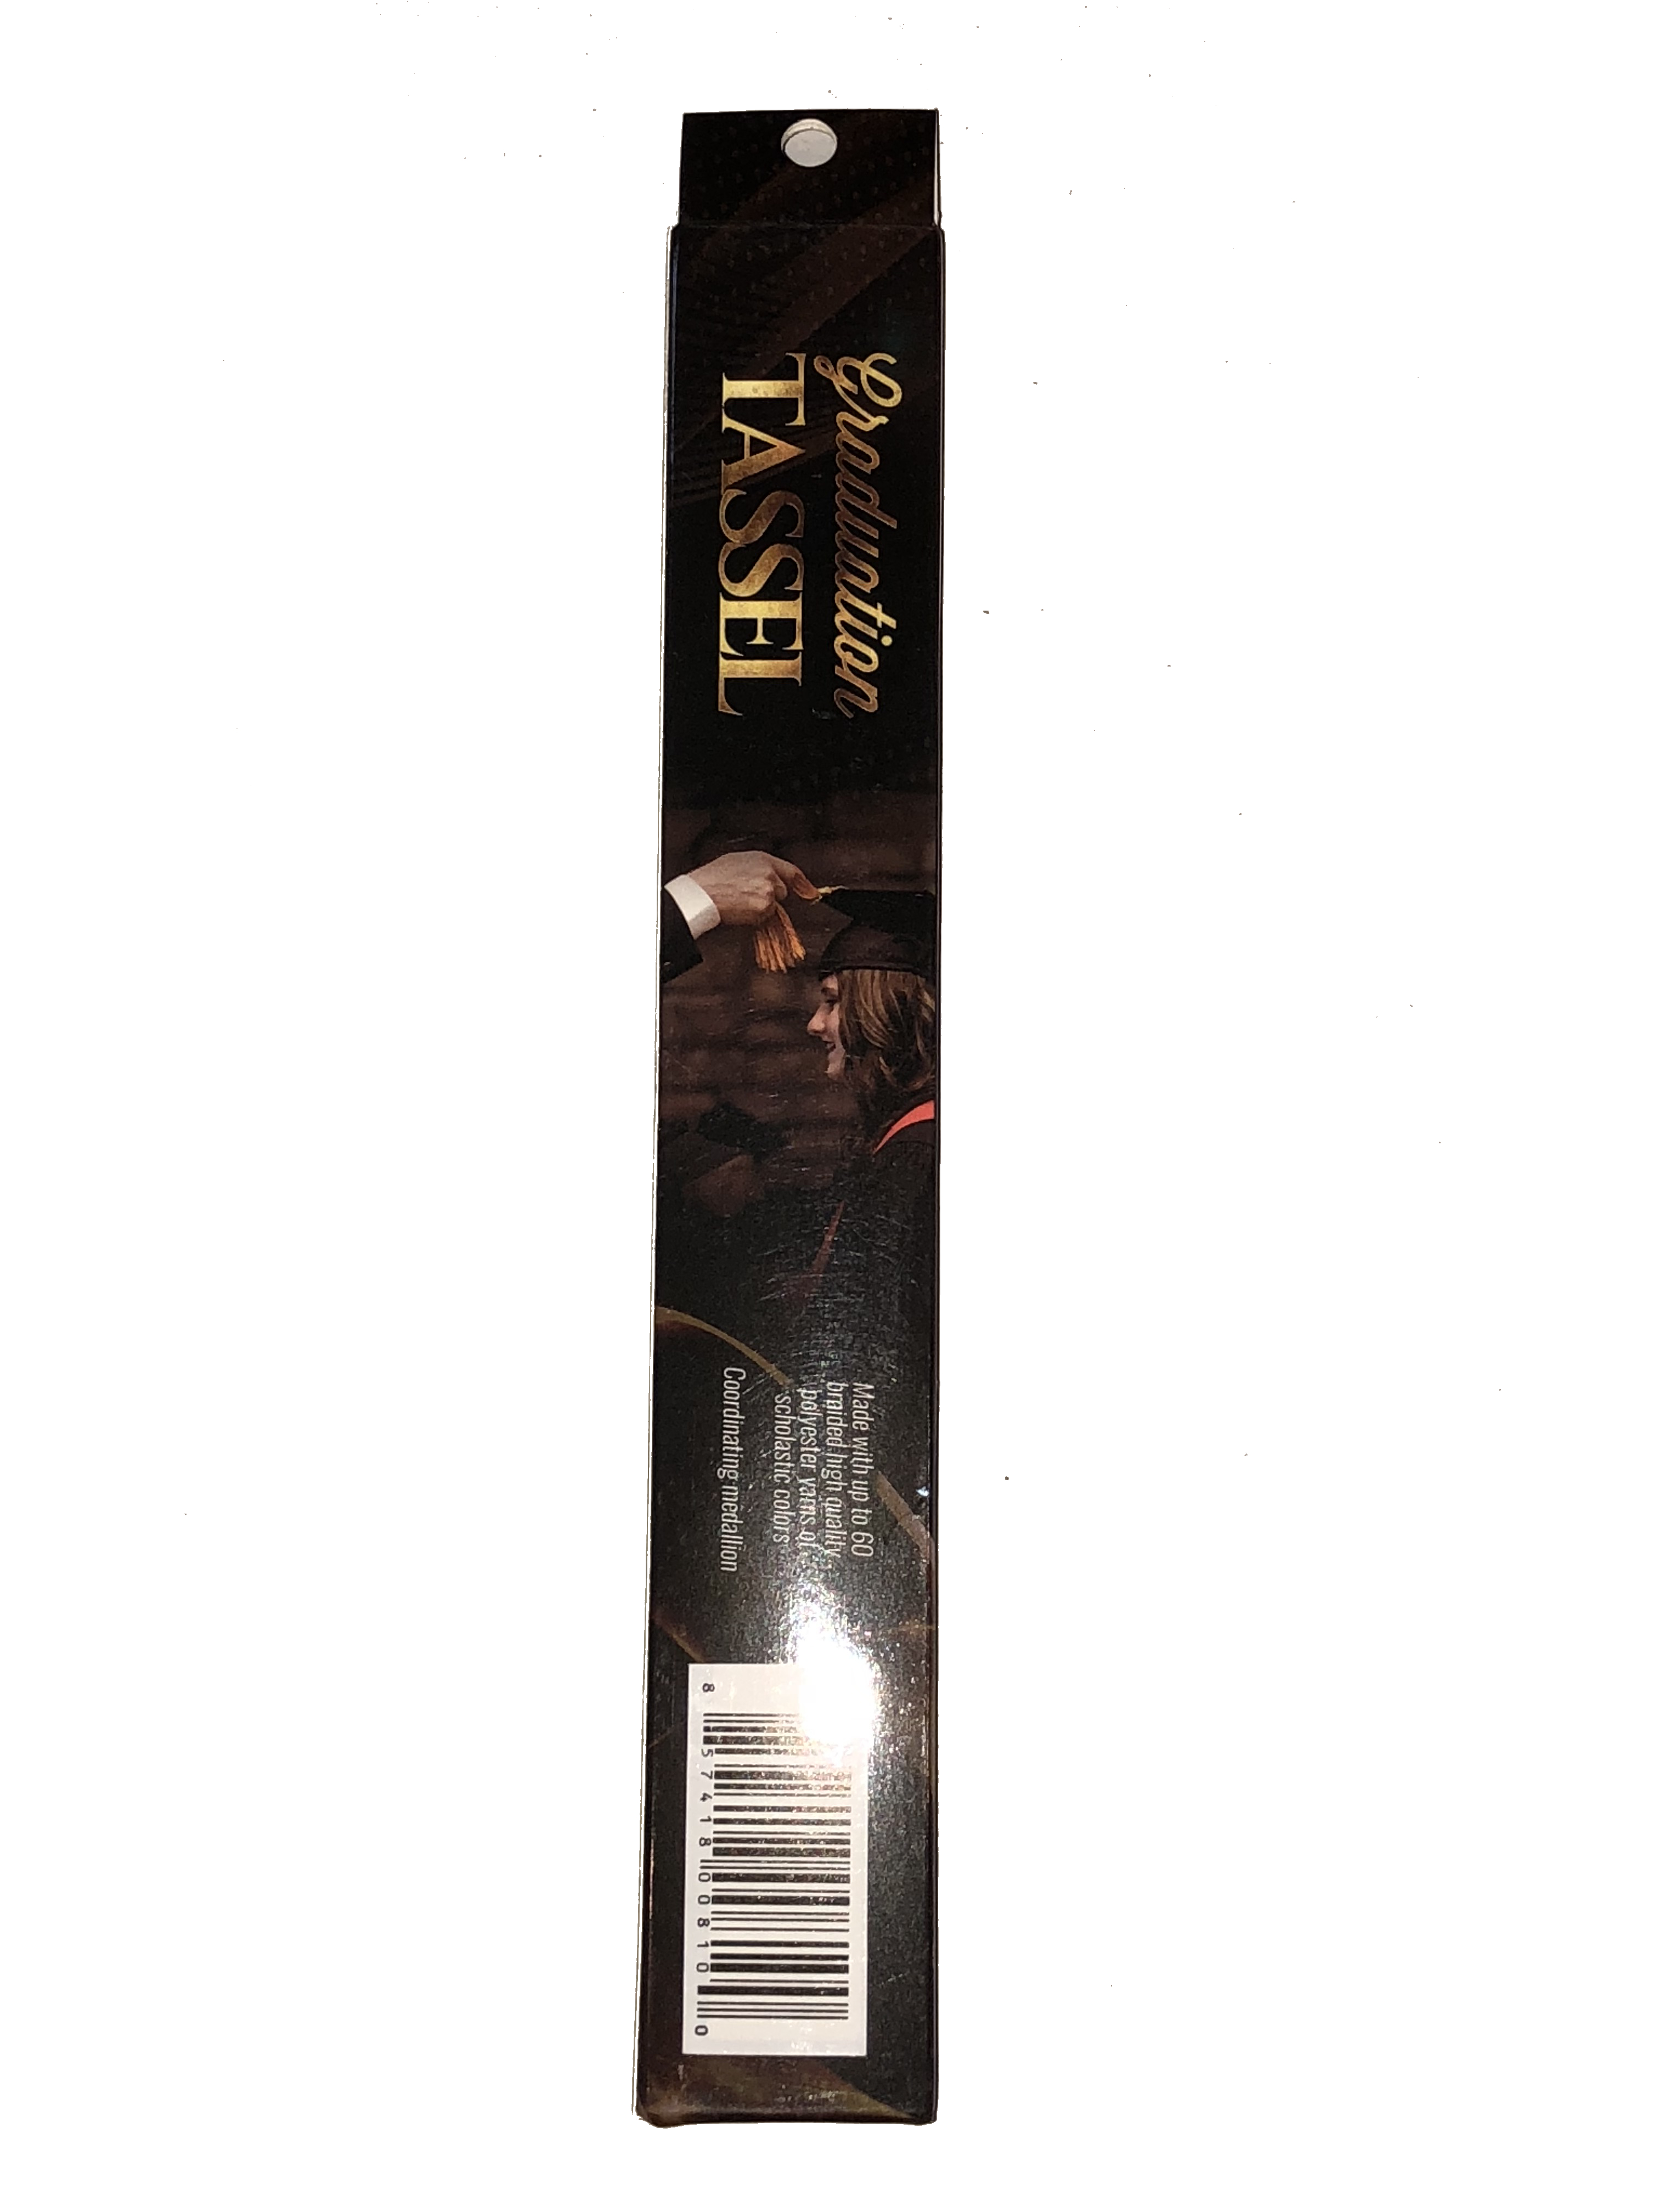 Graduation
TASSEL
Made with up to 60
braided high quality
polyester yarns of
scholastic colors
Coordinating medallion
8 57418 00810 0